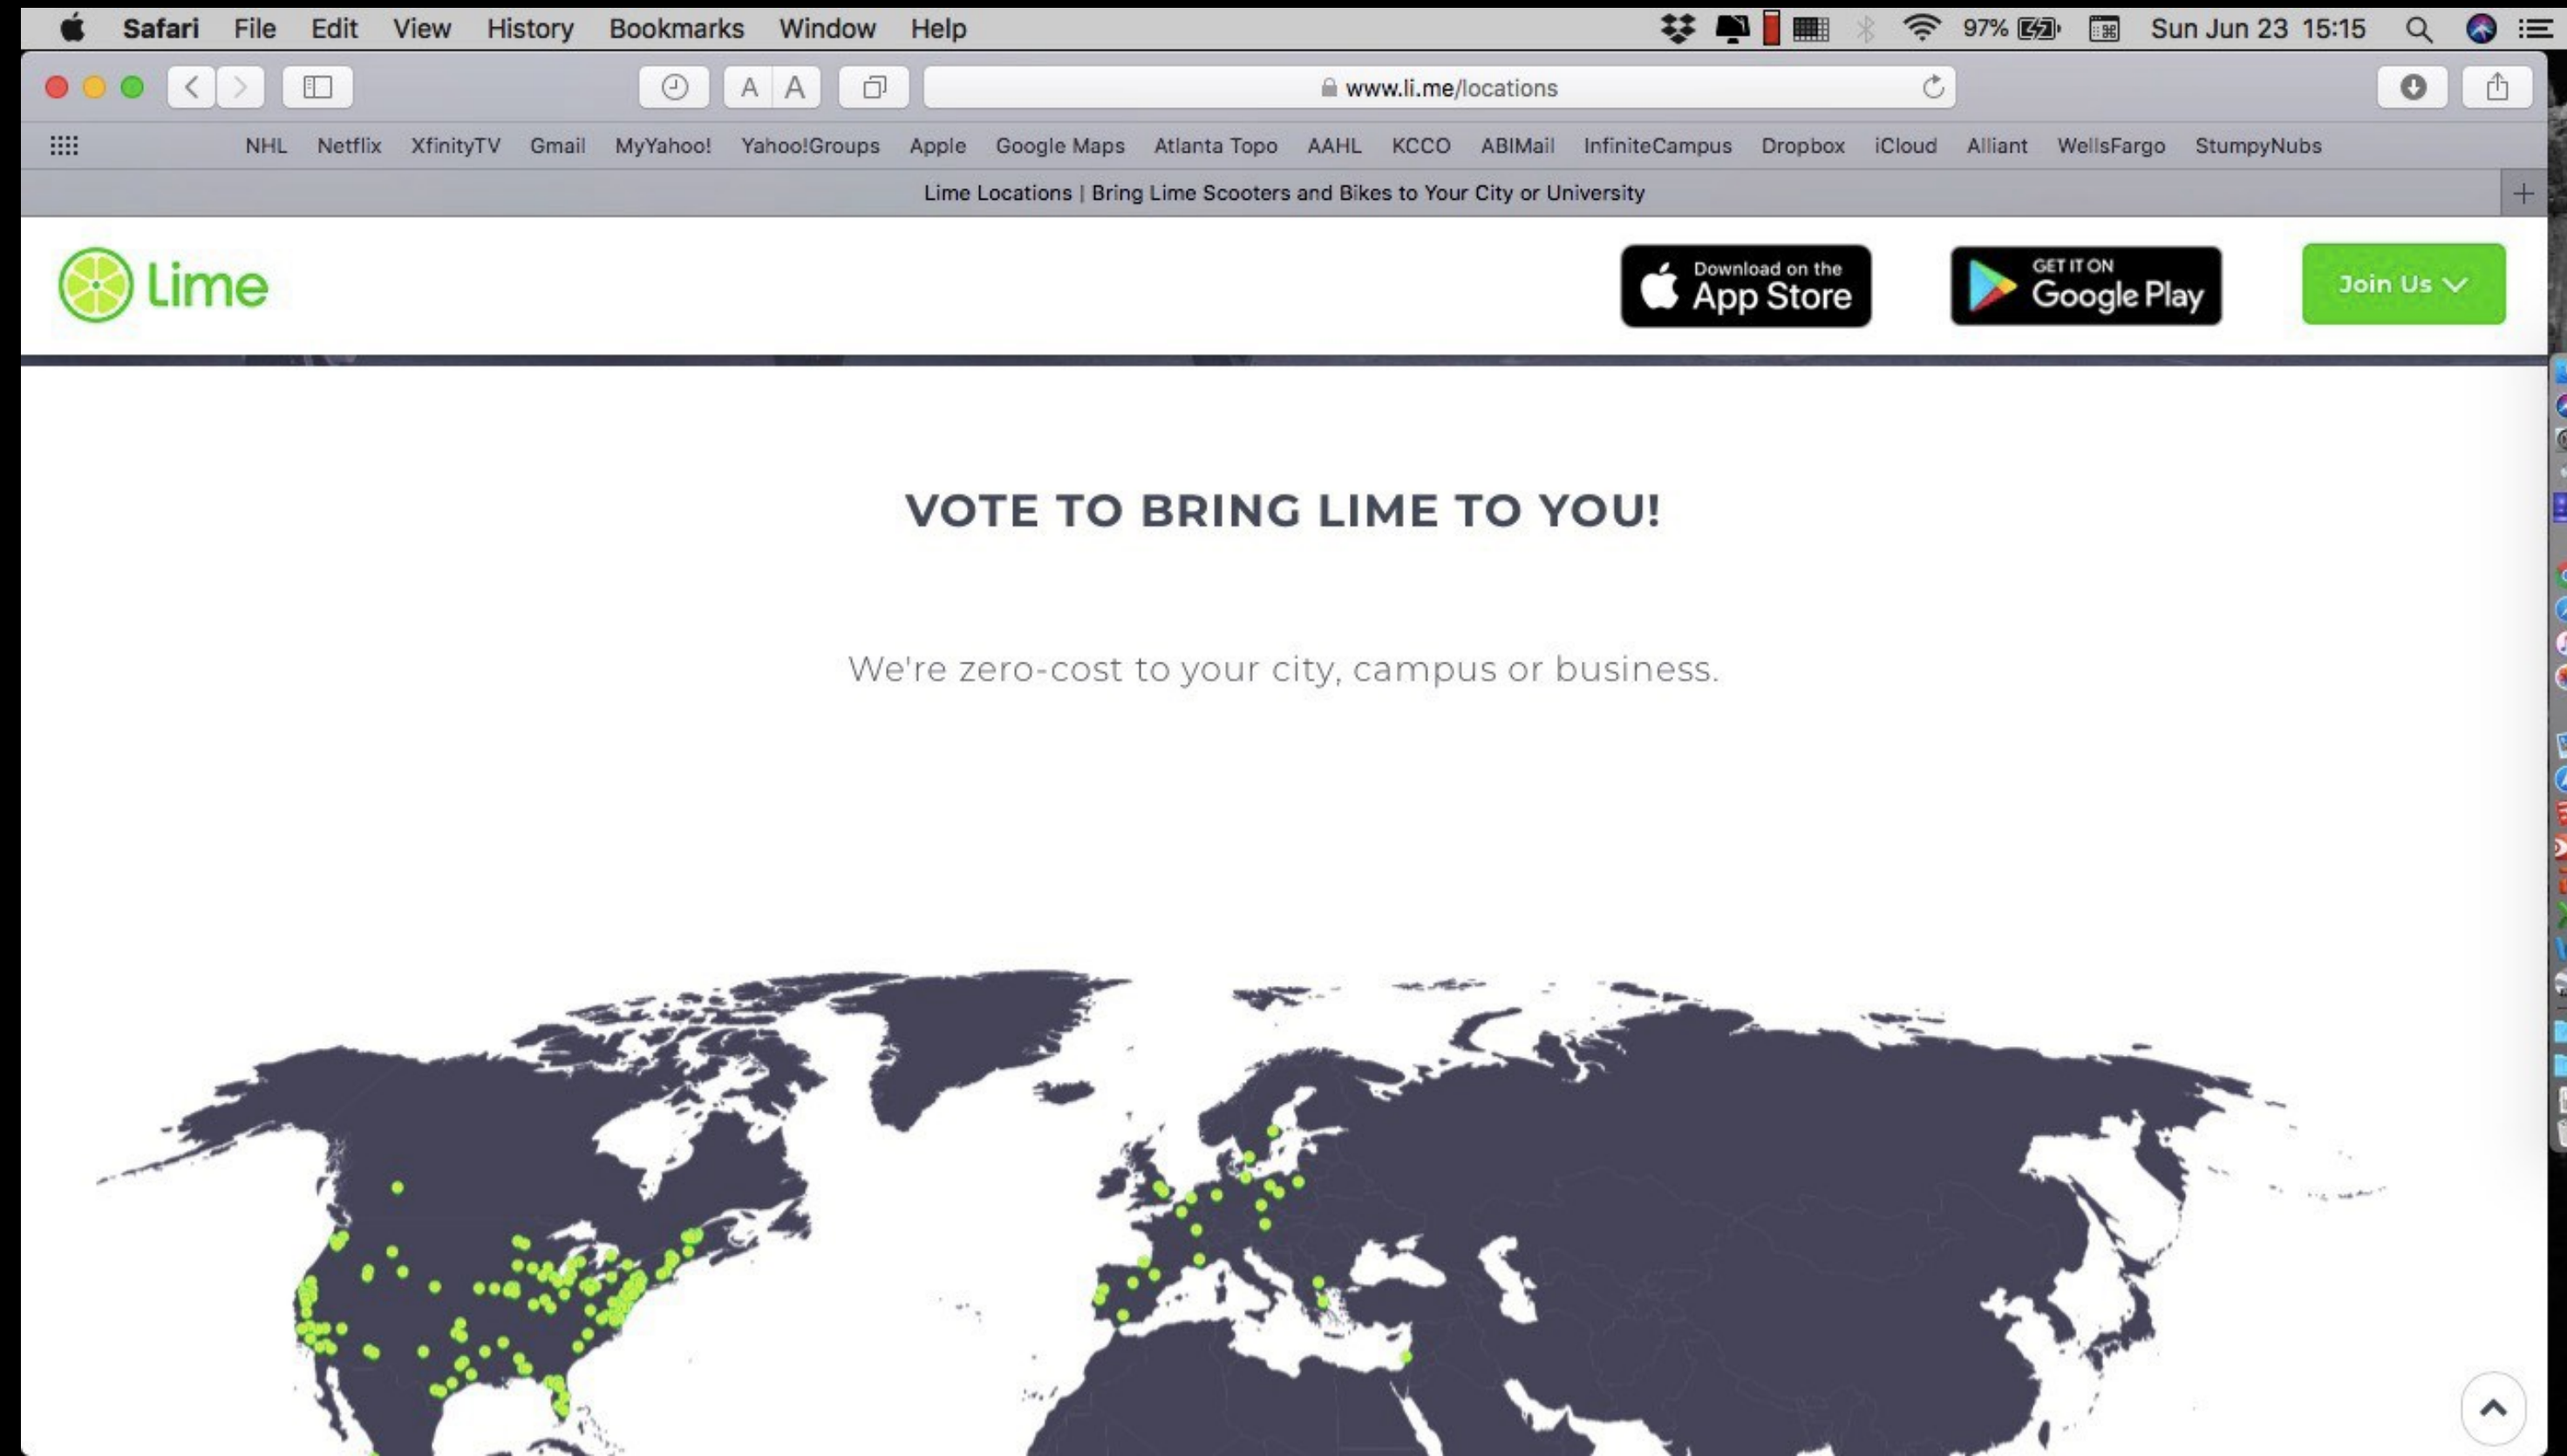 Safari File Edit View History Bookmarks Window Help 97% Sun Jun 23 15:15
A A www.li.me/locations
NHL Netflix XfinityTV Gmail MyYahoo! Yahoo!Groups Apple Google Maps Atlanta Topo AAHL KCCO ABIMail InfiniteCampus Dropbox iCloud Alliant WellsFargo StumpyNubs
Lime Locations | Bring Lime Scooters and Bikes to Your City or University
Lime
Download on the
App Store
GET IT ON
Google Play
Join Us
VOTE TO BRING LIME TO YOU!
We're zero-cost to your city, campus or business.